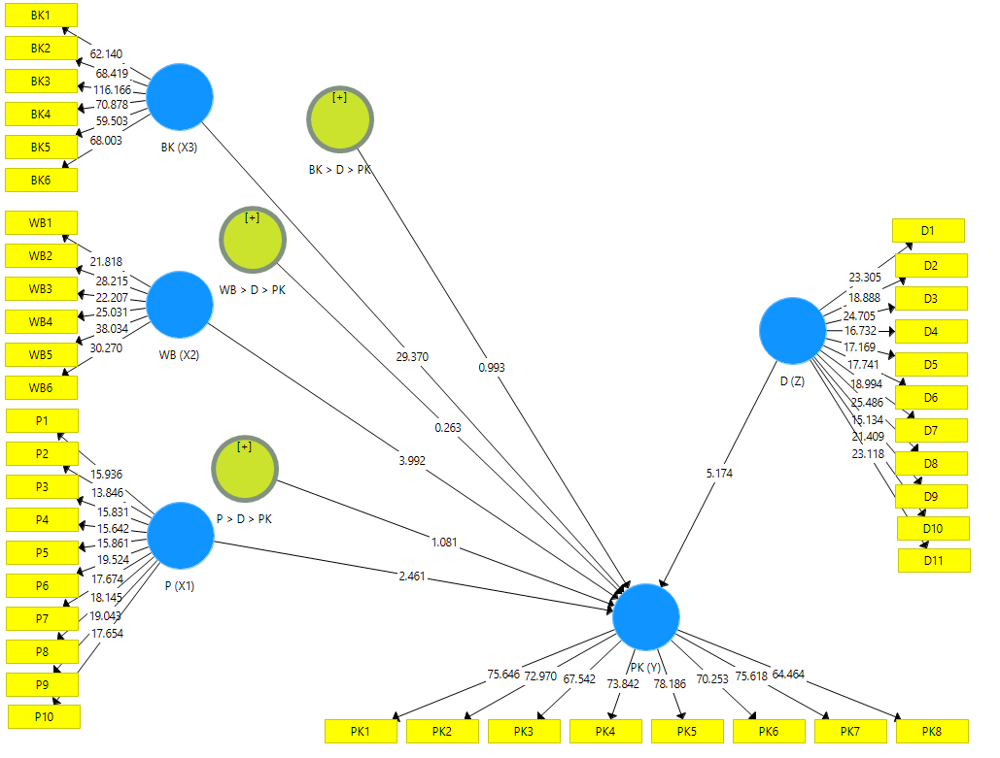 BK1
BK2
BK3
BK4
BK5
BK6
62.140
68.419
116.166
70.878
59.503
68.003
BK (X3)
[+]
BK > D > PK
WB1
WB2
WB3
WB4
WB5
WB6
21.818
28.215
22.207
25.031
38.034
30.270
WB (X2)
[+]
WB > D > PK
P1
P2
P3
P4
P5
P6
P7
P8
P9
P10
15.936
13.846
15.831
15.642
15.861
19.524
17.674
18.145
19.043
17.654
P (X1)
[+]
P > D > PK
29.370
0.993
0.263
3.992
1.081
2.461
5.174
D (Z)
23.305
18.888
24.705
16.732
17.169
17.741
18.994
25.486
15.134
21.409
23.118
D1
D2
D3
D4
D5
D6
D7
D8
D9
D10
D11
PK (Y)
75.646
72.970
67.542
73.842
78.186
70.253
75.618
64.464
PK1
PK2
PK3
PK4
PK5
PK6
PK7
PK8